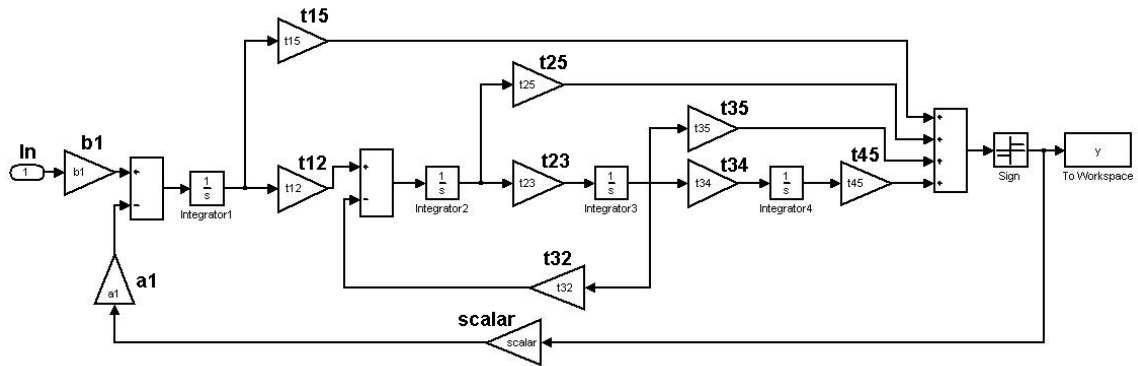 t15
t15
t25
t25
t35
t35
In
1
b1
b1
+
−
1
s
Integrator1
t12
t12
+
−
1
s
Integrator2
t23
t23
1
s
Integrator3
t34
t34
1
s
Integrator4
t45
t45
+
+
+
+
Sign
y
To Workspace
t32
t32
a1
a1
scalar
scalar